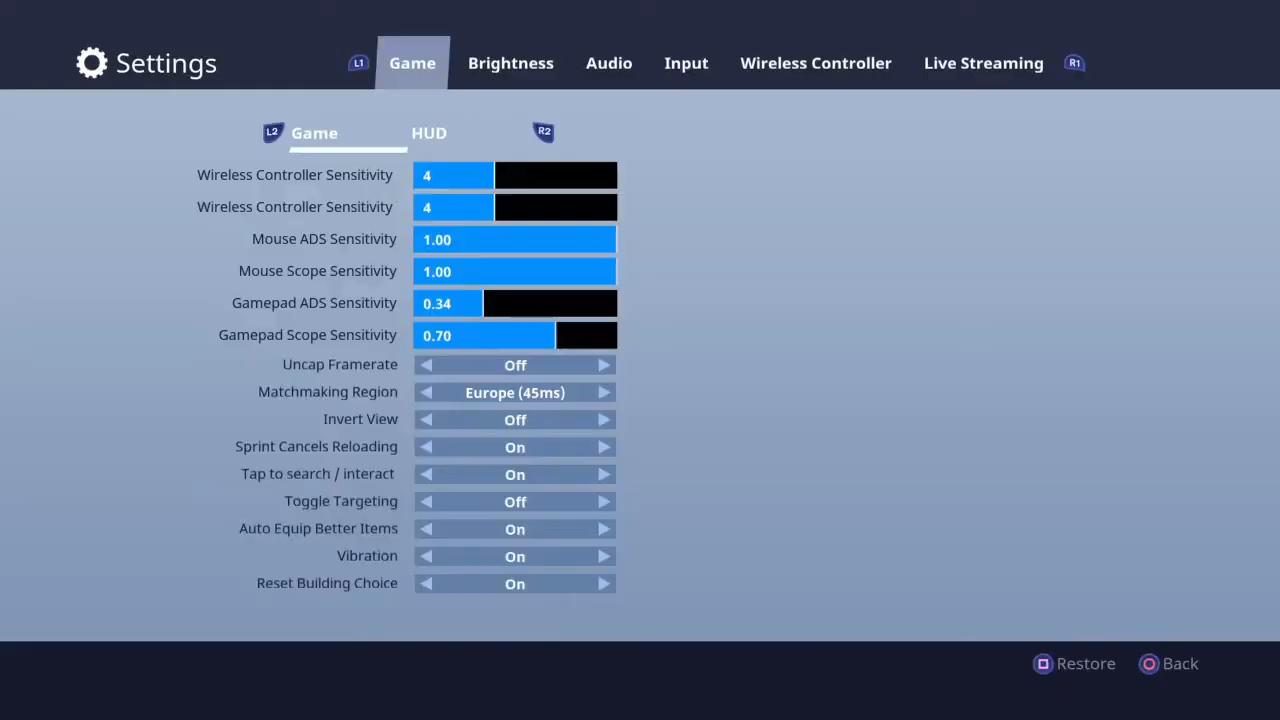 Settings
L1 Game Brightness Audio Input Wireless Controller Live Streaming R1
L2 Game HUD R2
Wireless Controller Sensitivity 4
Wireless Controller Sensitivity 4
Mouse ADS Sensitivity 1.00
Mouse Scope Sensitivity 1.00
Gamepad ADS Sensitivity 0.34
Gamepad Scope Sensitivity 0.70
Uncap Framerate Off
Matchmaking Region Europe (45ms)
Invert View Off
Sprint Cancels Reloading On
Tap to search / interact On
Toggle Targeting Off
Auto Equip Better Items On
Vibration On
Reset Building Choice On
Restore Back